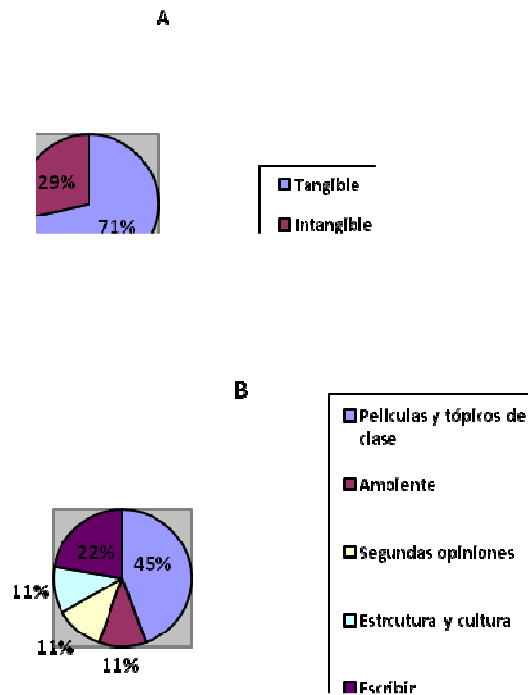 A
29%
71%
Tangible
Intangible
B
Películas y tópicos de
clase
Ambiente
Segundas opiniones
Estrcutura y cultura
Escribir
22%
45%
11%
11%
11%